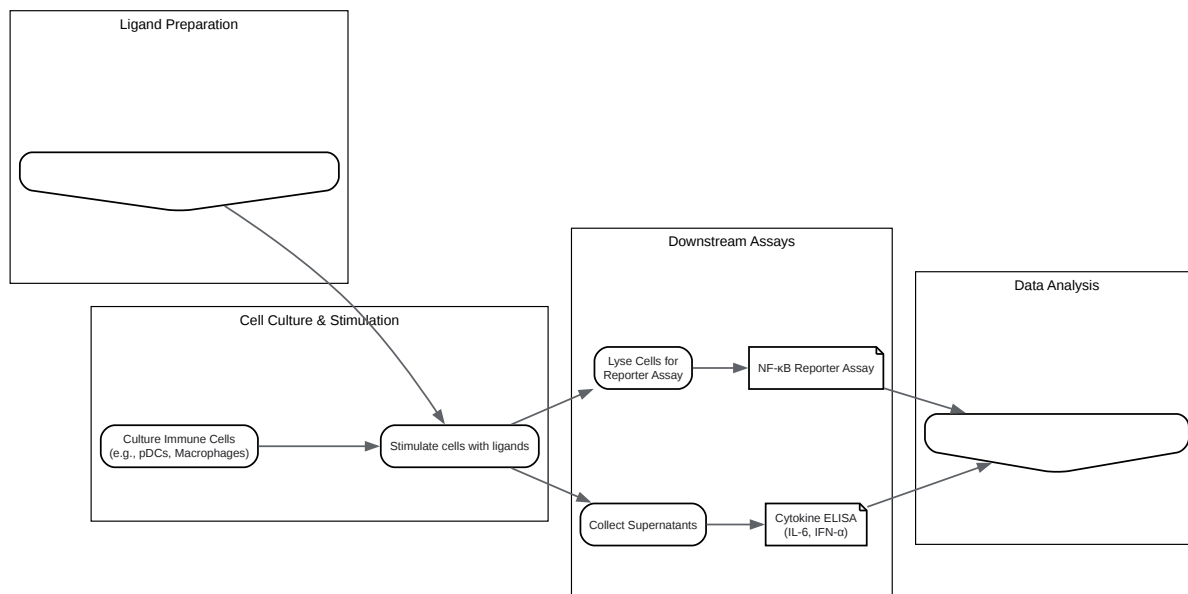 Ligand Preparation
Cell Culture & Stimulation
Culture Immune Cells
(e.g., pDCs, Macrophages)
Stimulate cells with ligands
Downstream Assays
Lyse Cells for
Reporter Assay
NF-κB Reporter Assay
Collect Supernatants
Cytokine ELISA
(IL-6, IFN-α)
Data Analysis